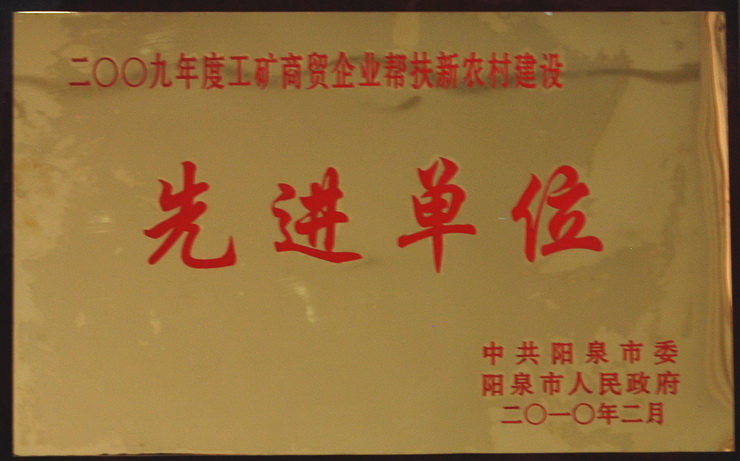 二〇〇九年度工矿商贸企业帮扶新农村建设
先进单位
中共阳泉市委
阳泉市人民政府
二〇一〇年二月